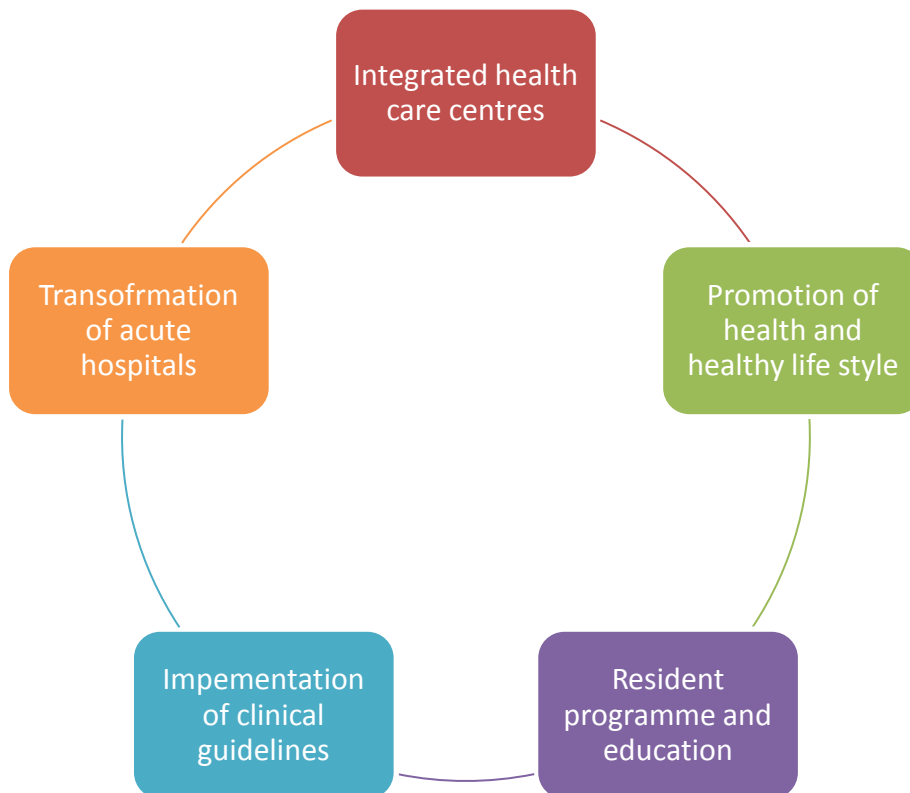 Integrated health
care centres
Promotion of
health and
healthy life style
Resident
programme and
education
Impementation
of clinical
guidelines
Transofrmation
of acute
hospitals